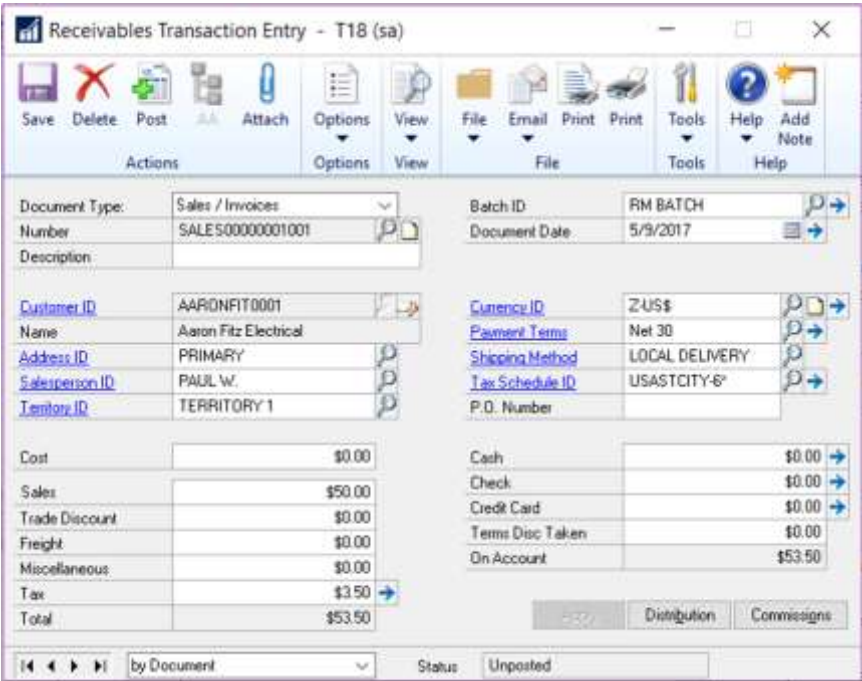 Receivables Transaction Entry - T18 (sa)
Save Delete Post AA Attach Options View File Email Print Print Tools Help Add Note
Actions Options View File Tools Help
Document Type: Sales / Invoices Batch ID RM BATCH
Number SALES00000001001 Document Date 5/9/2017
Description
Customer ID AARONFIT0001 Currency ID Z-US$
Name Aaron Fitz Electrical Payment Terms Net 30
Address ID PRIMARY Shipping Method LOCAL DELIVERY
Salesperson ID PAUL W. Tax Schedule ID USASTCITY-6*
Territory ID TERRITORY 1 P.O. Number
Cost $0.00 Cash $0.00
Sales $50.00 Check $0.00
Trade Discount $0.00 Credit Card $0.00
Freight $0.00 Terms Disc Taken $0.00
Miscellaneous $0.00 On Account $53.50
Tax $3.50
Total $53.50 Distribution Commissions
by Document Status Unposted